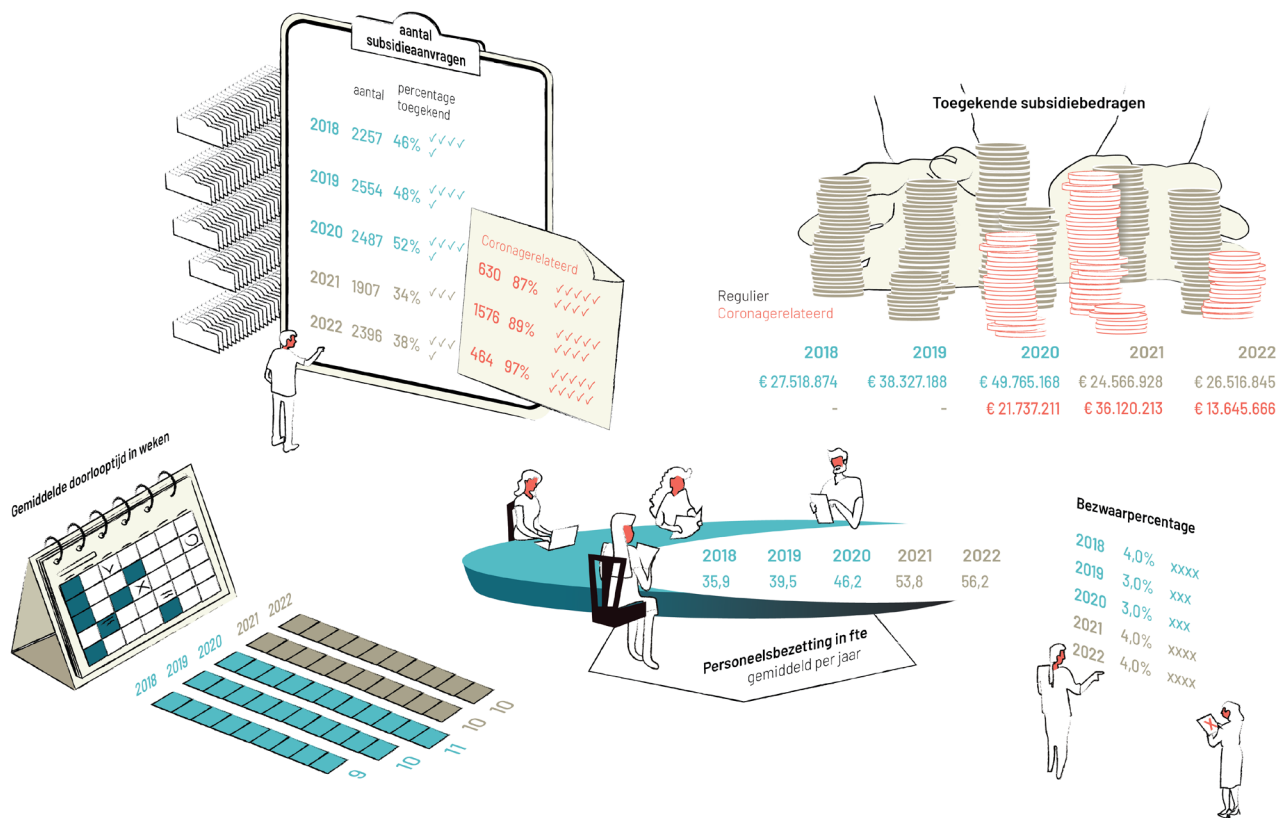 aantal
subsidieaanvragen
aantal percentage toegekend
2018 2257 46% ✓✓✓✓✓
2019 2554 48% ✓✓✓✓✓
2020 2487 52% ✓✓✓✓✓
2021 1907 34% ✓✓✓
2022 2396 38% ✓✓✓✓
Coronagerelateerd
630 87% ✓✓✓✓✓✓✓✓✓
1576 89% ✓✓✓✓✓✓✓✓✓
464 97% ✓✓✓✓✓✓✓✓✓✓
Toegekende subsidiebedragen
Regulier
Coronagerelateerd
2018 2019 2020 2021 2022
€ 27.518.874 € 38.327.188 € 49.765.168 € 24.566.928 € 26.516.845
- - € 21.737.211 € 36.120.213 € 13.645.666
Gemiddelde doorlooptijd in weken
2018 2019 2020 2021 2022
9 10 11 10 10
2018 2019 2020 2021 2022
35,9 39,5 46,2 53,8 56,2
Personeelsbezetting in fte
gemiddeld per jaar
Bezwaarpercentage
2018 4,0% xxxx
2019 3,0% xxx
2020 3,0% xxx
2021 4,0% xxxx
2022 4,0% xxxx